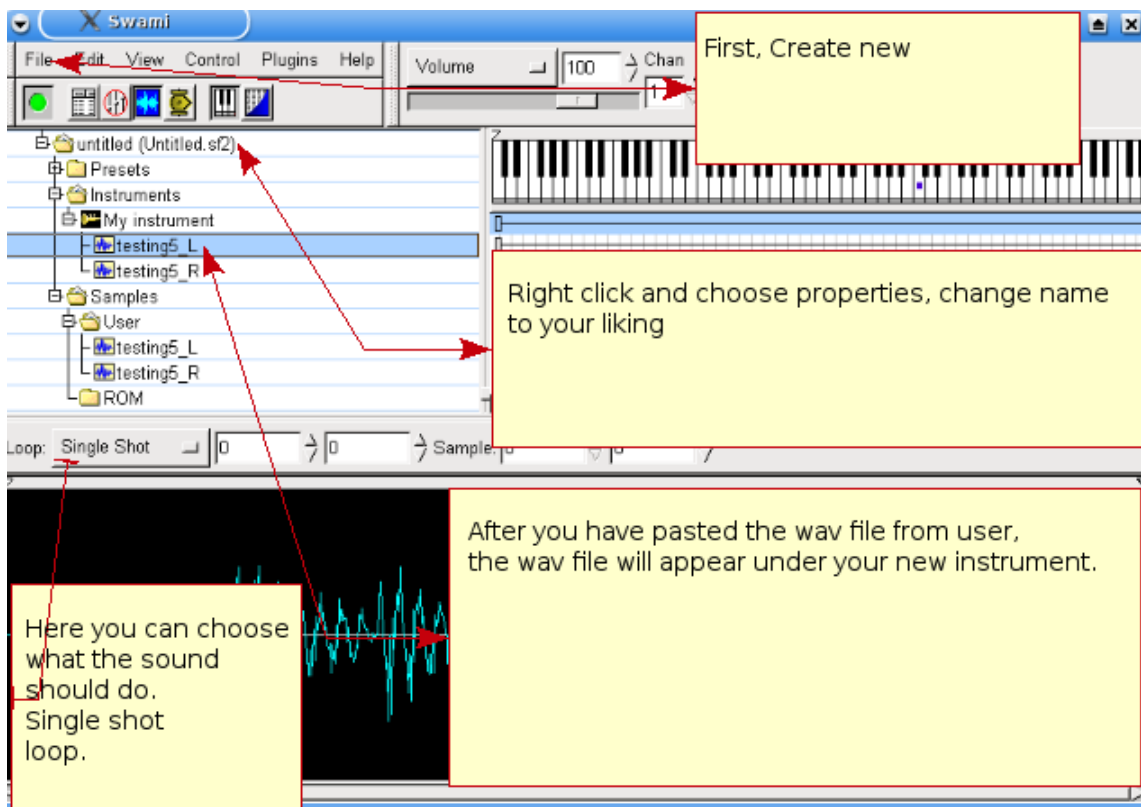 Swami
File Edit View Control Plugins Help
Volume 100 Chan
1
First, Create new
untitled (Untitled.sf2)
Presets
Instruments
My instrument
testing5_L
testing5_R
Samples
User
testing5_L
testing5_R
ROM
Right click and choose properties, change name
to your liking
Loop: Single Shot 0 0 Sample: 0 0
After you have pasted the wav file from user,
the wav file will appear under your new instrument.
Here you can choose
what the sound
should do.
Single shot
loop.